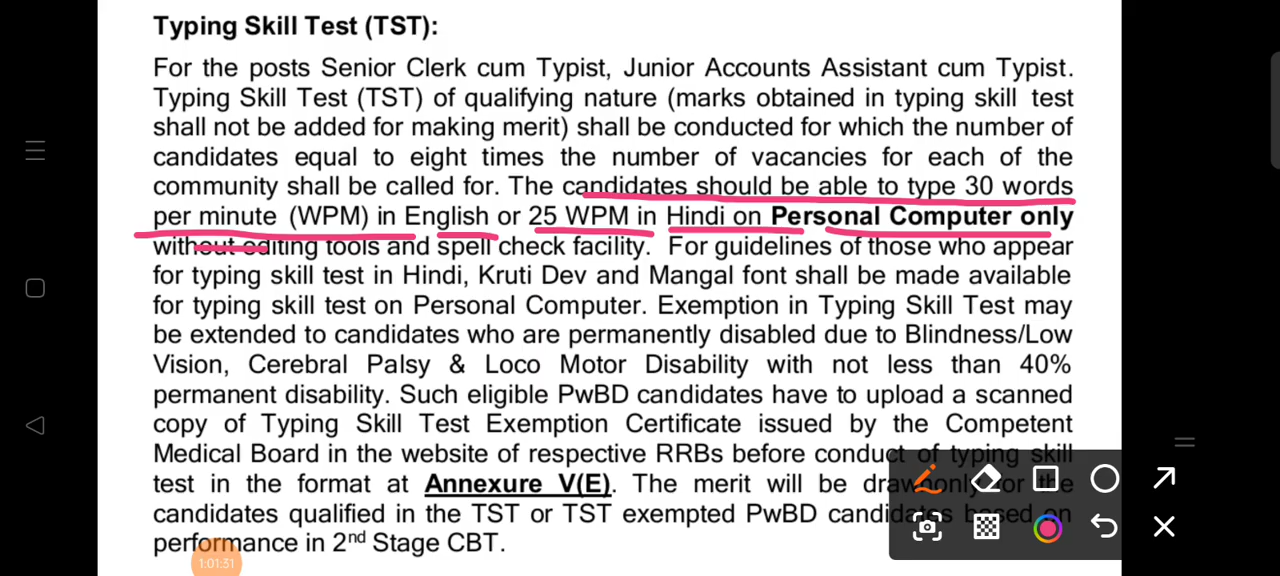 Typing Skill Test (TST):
For the posts Senior Clerk cum Typist, Junior Accounts Assistant cum Typist.
Typing Skill Test (TST) of qualifying nature (marks obtained in typing skill test
shall not be added for making merit) shall be conducted for which the number of
candidates equal to eight times the number of vacancies for each of the
community shall be called for. The candidates should be able to type 30 words
per minute (WPM) in English or 25 WPM in Hindi on Personal Computer only
without editing tools and spell check facility. For guidelines of those who appear
for typing skill test in Hindi, Kruti Dev and Mangal font shall be made available
for typing skill test on Personal Computer. Exemption in Typing Skill Test may
be extended to candidates who are permanently disabled due to Blindness/Low
Vision, Cerebral Palsy & Loco Motor Disability with not less than 40%
permanent disability. Such eligible PwBD candidates have to upload a scanned
copy of Typing Skill Test Exemption Certificate issued by the Competent
Medical Board in the website of respective RRBs before conduct of typing skill
test in the format at Annexure V(E). The merit will be drawn only for the
candidates qualified in the TST or TST exempted PwBD candidates based on
performance in 2nd Stage CBT.
1:01:31